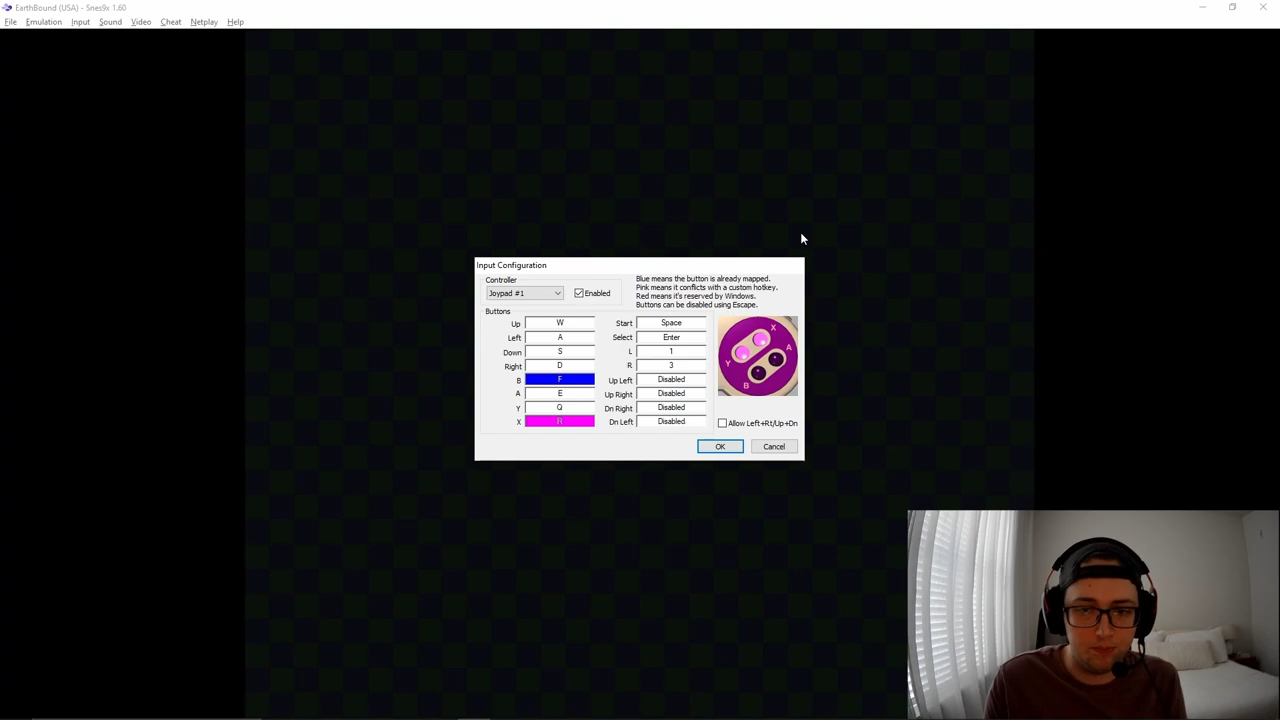 EarthBound (USA) - Snes9x 1.60
File Emulation Input Sound Video Cheat Netplay Help
Input Configuration
Controller
Joypad #1
Enabled
Blue means the button is already mapped.
Pink means it conflicts with a custom hotkey.
Red means it's reserved by Windows.
Buttons can be disabled using Escape.
Buttons
Up W
Left A
Down S
Right D
B F
A E
Y Q
X R
Start Space
Select Enter
L 1
R 3
Up Left Disabled
Up Right Disabled
Dn Right Disabled
Dn Left Disabled
X
A
Y
B
Allow Left+Rt/Up+Dn
OK Cancel